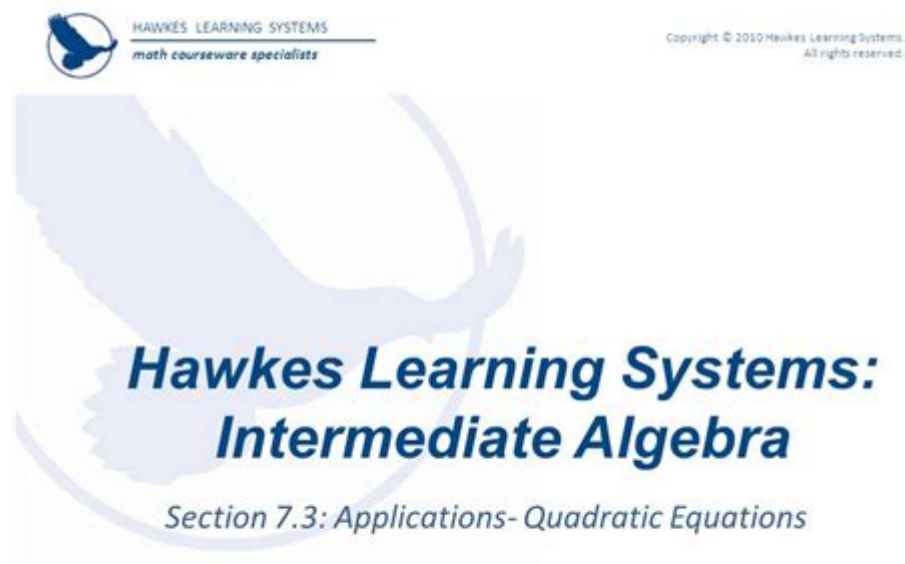 HAWKES LEARNING SYSTEMS
math courseware specialists
Copyright © 2010 Hawkes Learning Systems.
All rights reserved.
Hawkes Learning Systems:
Intermediate Algebra
Section 7.3: Applications- Quadratic Equations